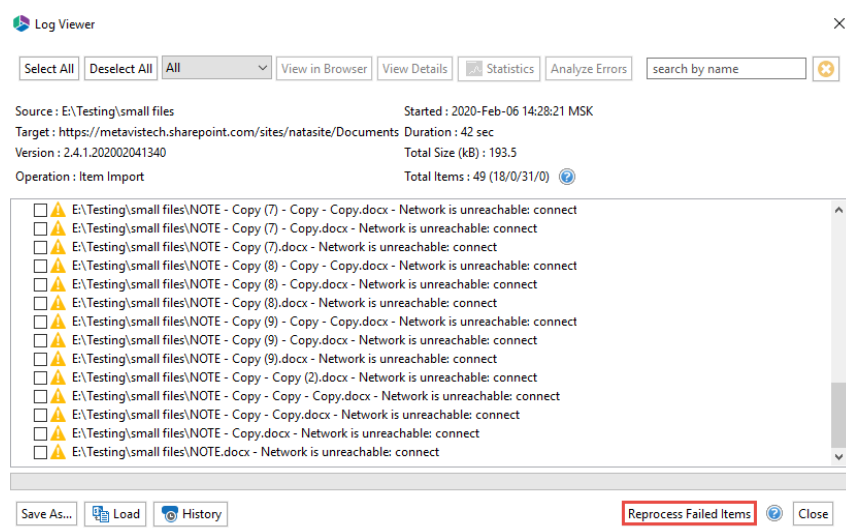 Log Viewer
Select All Deselect All All View in Browser View Details Statistics Analyze Errors search by name
Source : E:\Testing\small files Started : 2020-Feb-06 14:28:21 MSK
Target : https://metavistech.sharepoint.com/sites/natasite/Documents Duration : 42 sec
Version : 2.4.1.202002041340 Total Size (kB) : 193.5
Operation : Item Import Total Items : 49 (18/0/31/0)
E:\Testing\small files\NOTE - Copy (7) - Copy - Copy.docx - Network is unreachable: connect
E:\Testing\small files\NOTE - Copy (7) - Copy.docx - Network is unreachable: connect
E:\Testing\small files\NOTE - Copy (7).docx - Network is unreachable: connect
E:\Testing\small files\NOTE - Copy (8) - Copy - Copy.docx - Network is unreachable: connect
E:\Testing\small files\NOTE - Copy (8) - Copy.docx - Network is unreachable: connect
E:\Testing\small files\NOTE - Copy (8).docx - Network is unreachable: connect
E:\Testing\small files\NOTE - Copy (9) - Copy - Copy.docx - Network is unreachable: connect
E:\Testing\small files\NOTE - Copy (9) - Copy.docx - Network is unreachable: connect
E:\Testing\small files\NOTE - Copy (9).docx - Network is unreachable: connect
E:\Testing\small files\NOTE - Copy - Copy (2).docx - Network is unreachable: connect
E:\Testing\small files\NOTE - Copy - Copy - Copy.docx - Network is unreachable: connect
E:\Testing\small files\NOTE - Copy - Copy.docx - Network is unreachable: connect
E:\Testing\small files\NOTE - Copy.docx - Network is unreachable: connect
E:\Testing\small files\NOTE.docx - Network is unreachable: connect
Save As... Load History Reprocess Failed Items Close